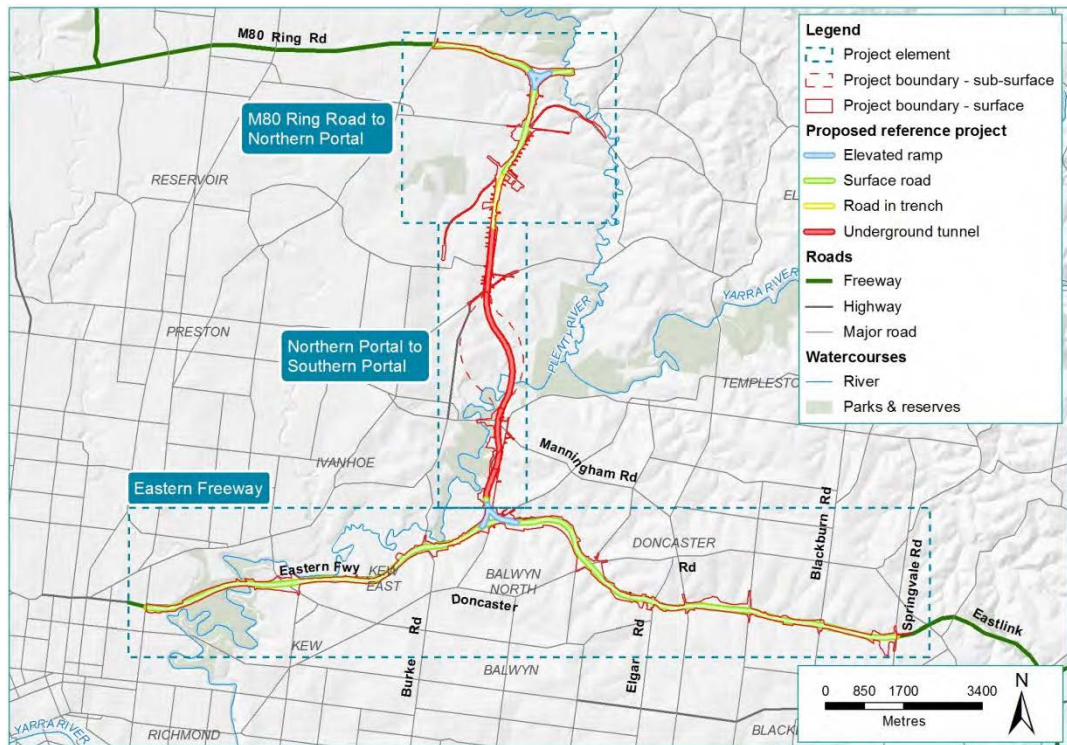 M80 Ring Rd
M80 Ring Road to
Northern Portal
RESERVOIR
PRESTON
Northern Portal to
Southern Portal
PLENTY RIVER
YARRA RIVER
TEMPLESTO
IVANHOE
Manningham Rd
Eastern Freeway
Eastern Fwy
KEW
EAST
Doncaster
Rd
BALWYN
NORTH
DONCASTER
Blackburn Rd
Springvale Rd
Eastlink
KEW
Burke Rd
BALWYN
Elgar Rd
RICHMOND
YARRA RIVER
BLACK
EL
Legend
Project element
Project boundary - sub-surface
Project boundary - surface
Proposed reference project
Elevated ramp
Surface road
Road in trench
Underground tunnel
Roads
Freeway
Highway
Major road
Watercourses
River
Parks & reserves
0 850 1700 3400
Metres
N